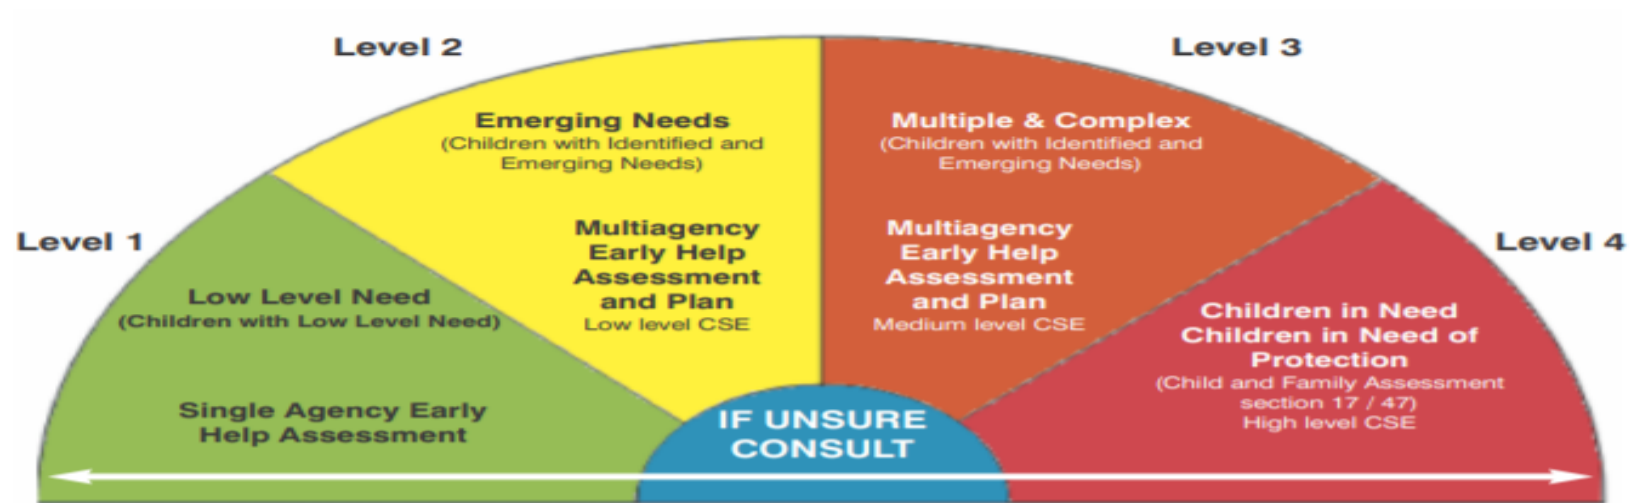 Level 2
Level 3
Emerging Needs
(Children with Identified and
Emerging Needs)
Multiple & Complex
(Children with Identified and
Emerging Needs)
Level 1
Level 4
Multiagency
Early Help
Assessment
and Plan
Low level CSE
Multiagency
Early Help
Assessment
and Plan
Medium level CSE
Low Level Need
(Children with Low Level Need)
Single Agency Early
Help Assessment
Children in Need
Children in Need of
Protection
(Child and Family Assessment
section 17 / 47)
High level CSE
IF UNSURE
CONSULT